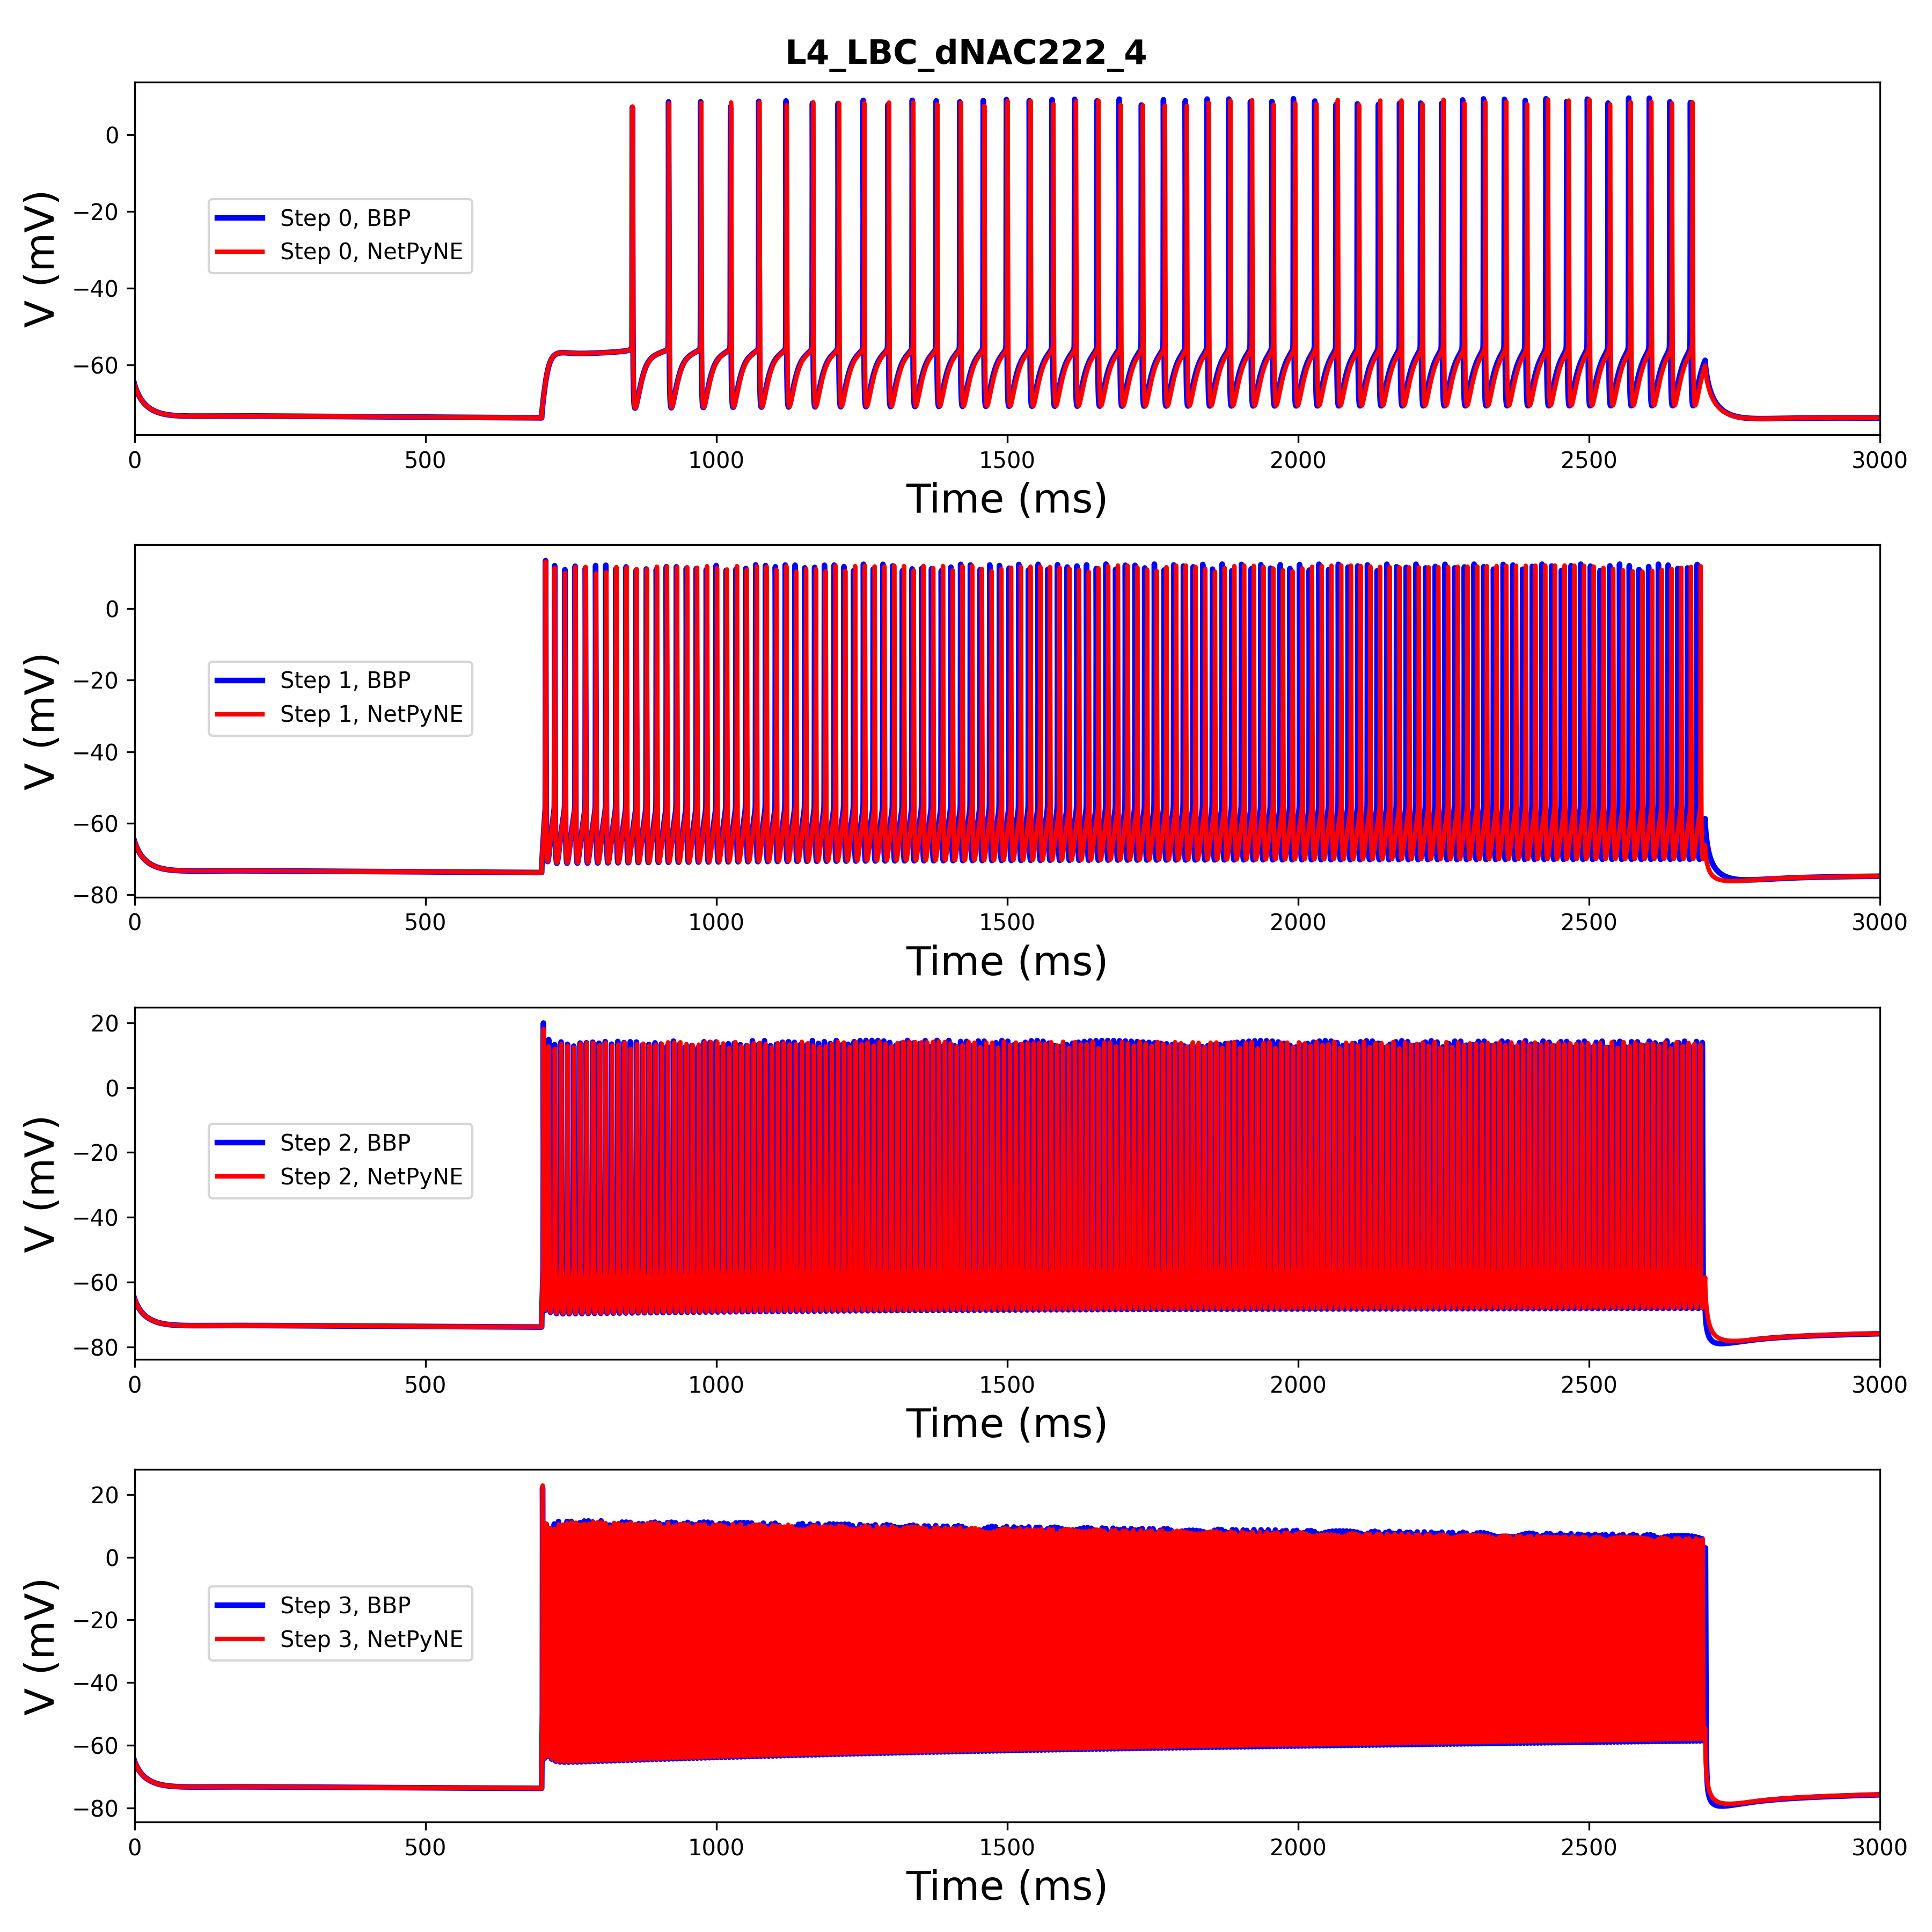 L4_LBC_dNAC222_4
0
−20
−40
−60
V (mV)
Step 0, BBP
Step 0, NetPyNE
0 500 1000 1500 2000 2500 3000
Time (ms)
0
−20
−40
−60
−80
V (mV)
Step 1, BBP
Step 1, NetPyNE
0 500 1000 1500 2000 2500 3000
Time (ms)
20
0
−20
−40
−60
−80
V (mV)
Step 2, BBP
Step 2, NetPyNE
0 500 1000 1500 2000 2500 3000
Time (ms)
20
0
−20
−40
−60
−80
V (mV)
Step 3, BBP
Step 3, NetPyNE
0 500 1000 1500 2000 2500 3000
Time (ms)